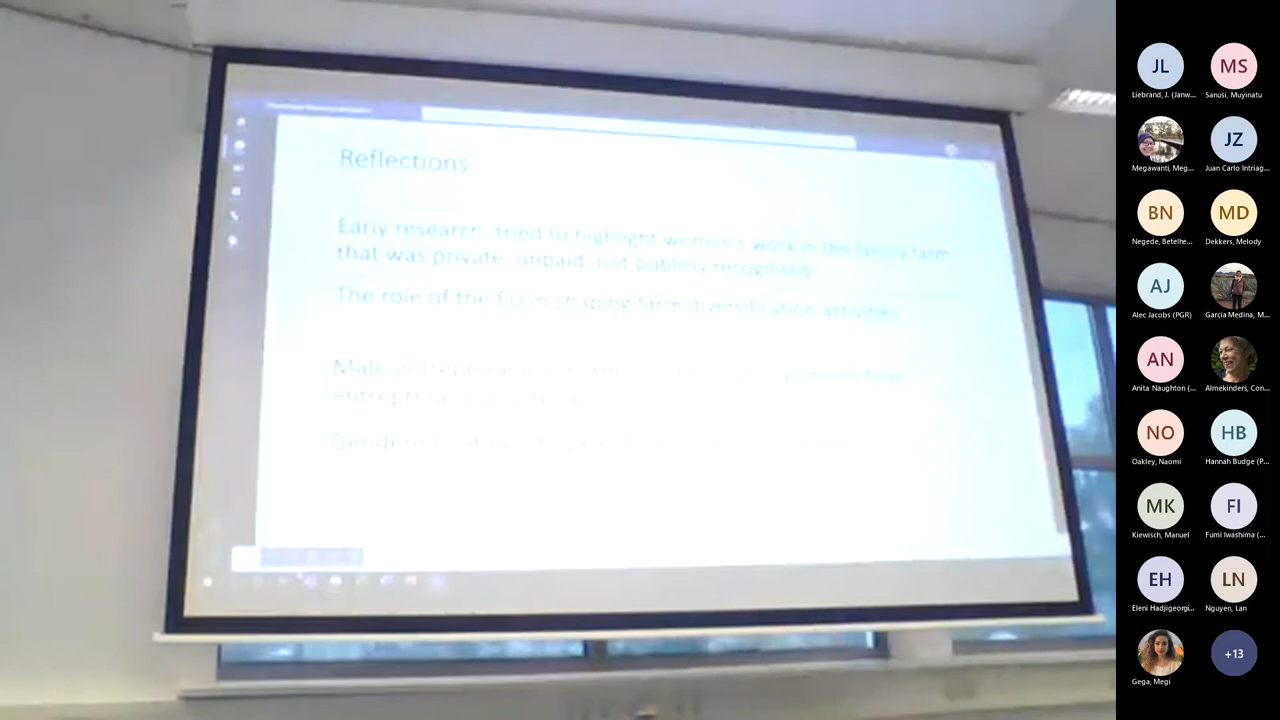 Reflections
Early research: tried to highlight women's work in the family farm
that was private, unpaid, not publicly recognised
The role of the EU in shaping farm diversification activities
Male
JL
Liebrand, J. (Janw...
MS
Sanusi, Muyinatu
Megawanti, Meg...
JZ
Juan Carlo Intriag...
BN
Negede, Betelhe...
MD
Dekkers, Melody
AJ
Alec Jacobs (PGR)
Garcia Medina, M...
AN
Anita Naughton (...
Almekinders, Con...
NO
Oakley, Naomi
HB
Hannah Budge (P...
MK
Kiewisch, Manuel
FI
Fumi Iwashima (...
EH
Eleni Hadjigeorgi...
LN
Nguyen, Lan
Gega, Megi
+13